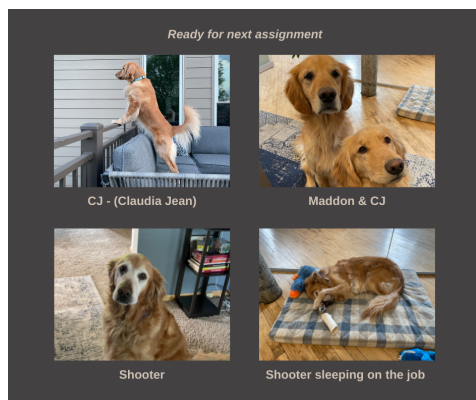 Ready for next assignment
CJ - (Claudia Jean)
Maddon & CJ
Shooter
Shooter sleeping on the job